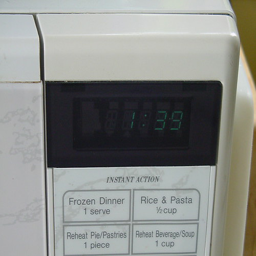 1:39
INSTANT ACTION
Frozen Dinner
1 serve
Rice & Pasta
½ cup
Reheat Pie/Pastries
1 piece
Reheat Beverage/Soup
1 cup